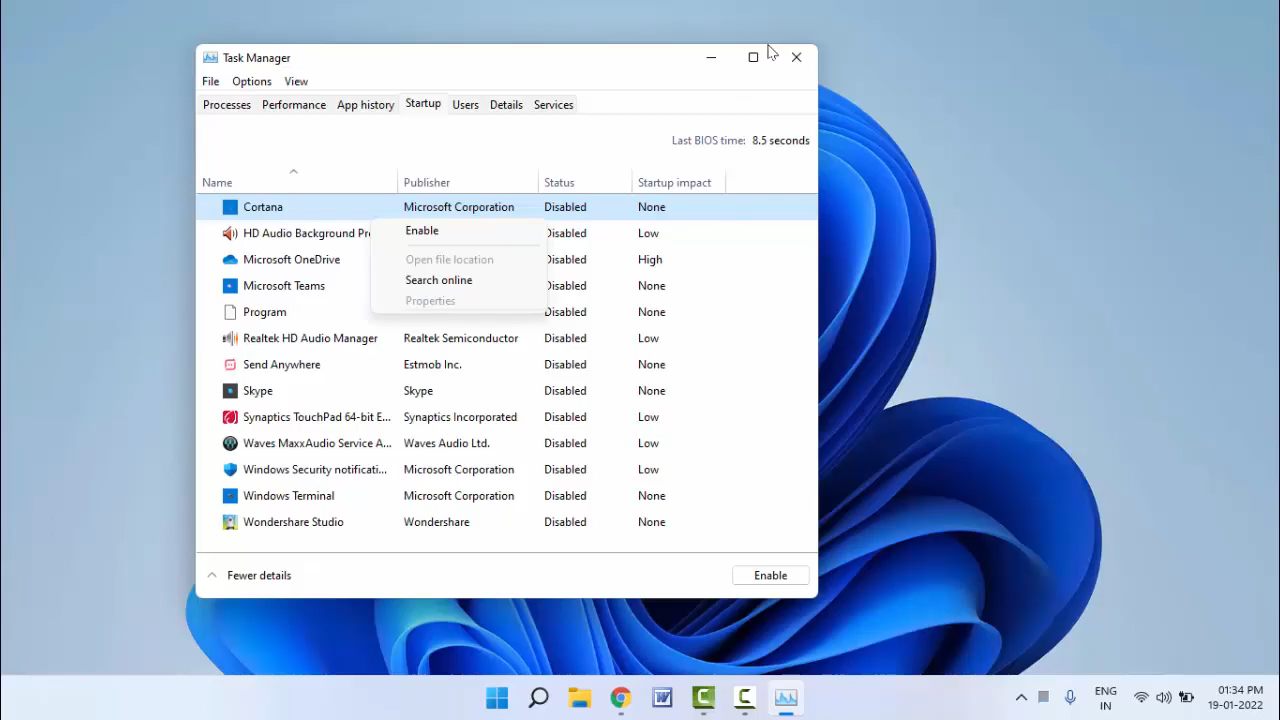 Task Manager
File Options View
Processes Performance App history Startup Users Details Services
Last BIOS time: 8.5 seconds
Name Publisher Status Startup impact
Cortana Microsoft Corporation Disabled None
HD Audio Background Pr Disabled Low
Microsoft OneDrive Disabled High
Microsoft Teams Disabled None
Program Disabled None
Enable
Open file location
Search online
Properties
Realtek HD Audio Manager Realtek Semiconductor Disabled Low
Send Anywhere Estmob Inc. Disabled None
Skype Skype Disabled None
Synaptics TouchPad 64-bit E... Synaptics Incorporated Disabled Low
Waves MaxxAudio Service A... Waves Audio Ltd. Disabled Low
Windows Security notificati... Microsoft Corporation Disabled Low
Windows Terminal Microsoft Corporation Disabled None
Wondershare Studio Wondershare Disabled None
Fewer details Enable
ENG 01:34 PM
IN 19-01-2022